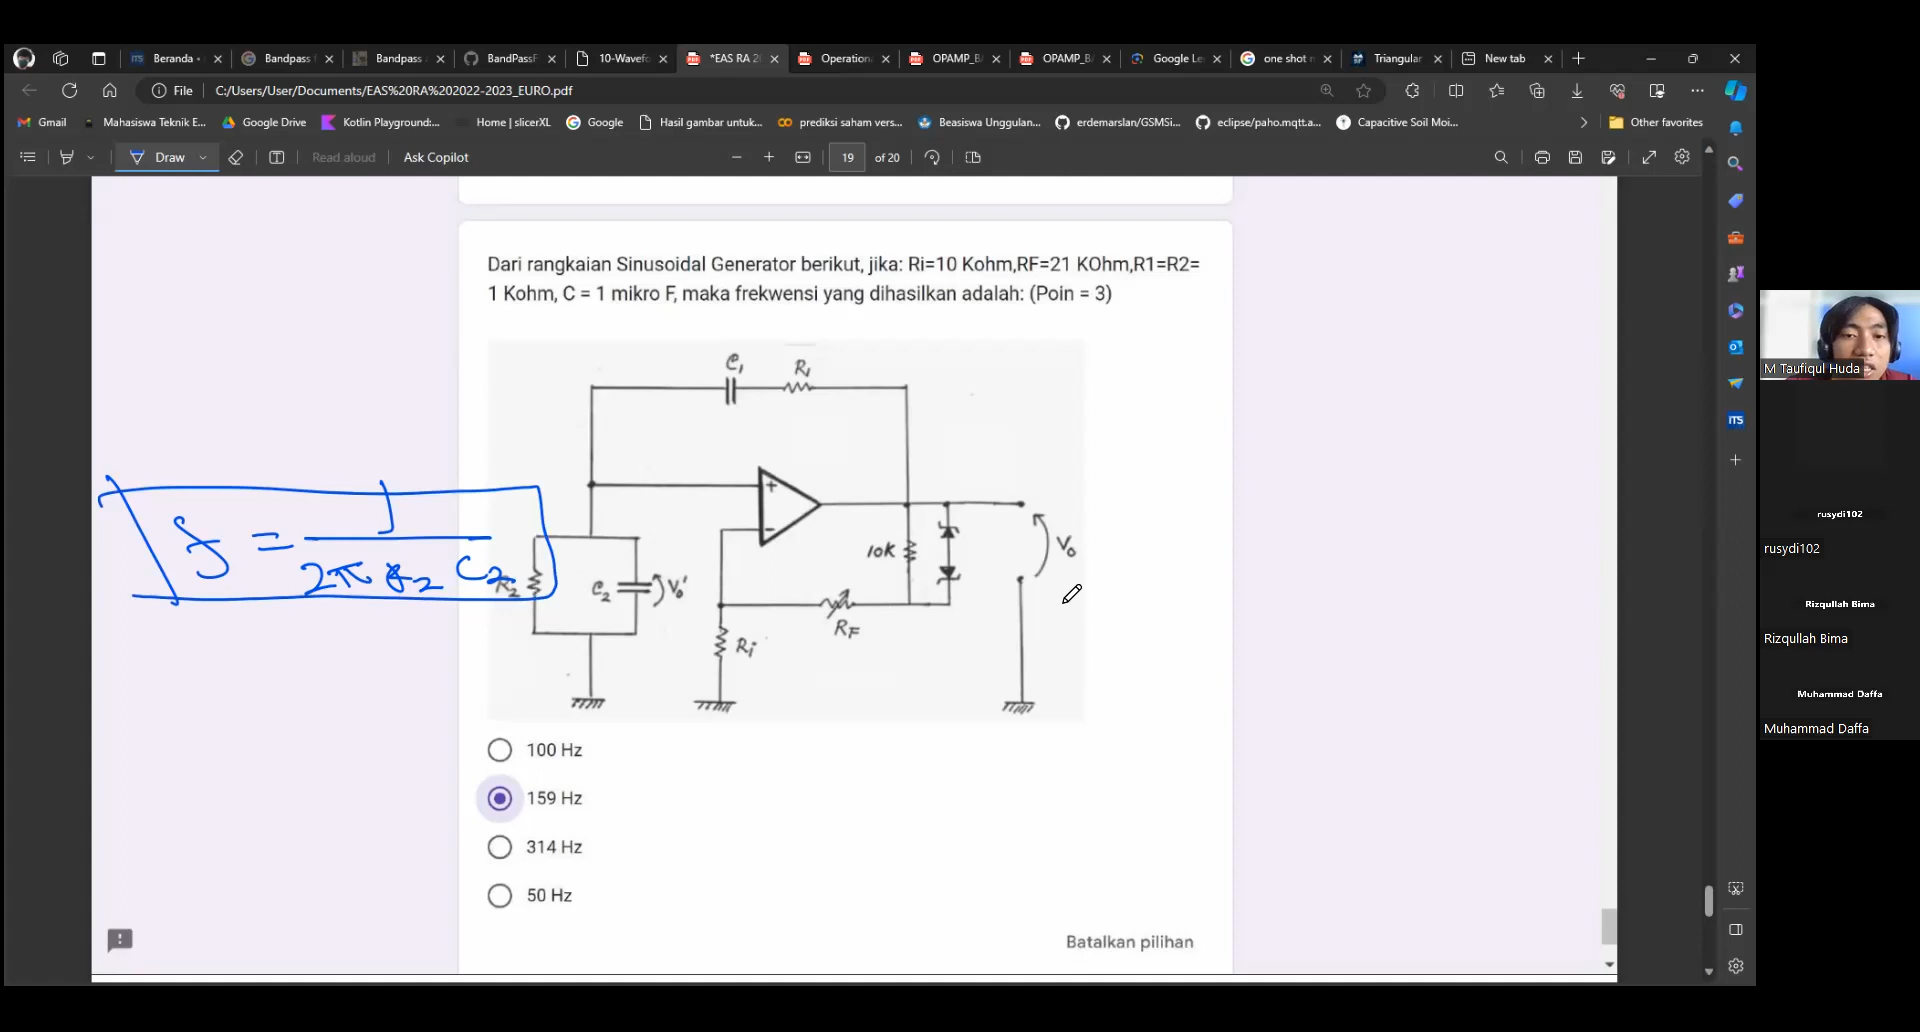 Beranda
Bandpass
Bandpass
BandPassF
10-Wavefo
*EAS RA 2
Operation
OPAMP_B
OPAMP_B
Google Le
one shot
Triangular
New tab
File
C:/Users/User/Documents/EAS%20RA%202022-2023_EURO.pdf
Gmail
Mahasiswa Teknik E...
Google Drive
Kotlin Playground:...
Home | slicerXL
Google
Hasil gambar untuk...
prediksi saham vers...
Beasiswa Unggulan...
erdemarslan/GSMSi...
eclipse/paho.mqtt.a...
Capacitive Soil Moi...
Other favorites
Draw
Read aloud
Ask Copilot
19 of 20
Dari rangkaian Sinusoidal Generator berikut, jika: Ri=10 Kohm,RF=21 KOhm,R1=R2=
1 Kohm, C = 1 mikro F, maka frekwensi yang dihasilkan adalah: (Poin = 3)
C1
R1
+
-
10K
Vo
f = 1
2π R2 C2
R2
C2
Vo'
RF
Ri
100 Hz
159 Hz
314 Hz
50 Hz
Batalkan pilihan
ITS
M Taufiqul Huda
rusydi102
rusydi102
Rizqullah Bima
Rizqullah Bima
Muhammad Daffa
Muhammad Daffa